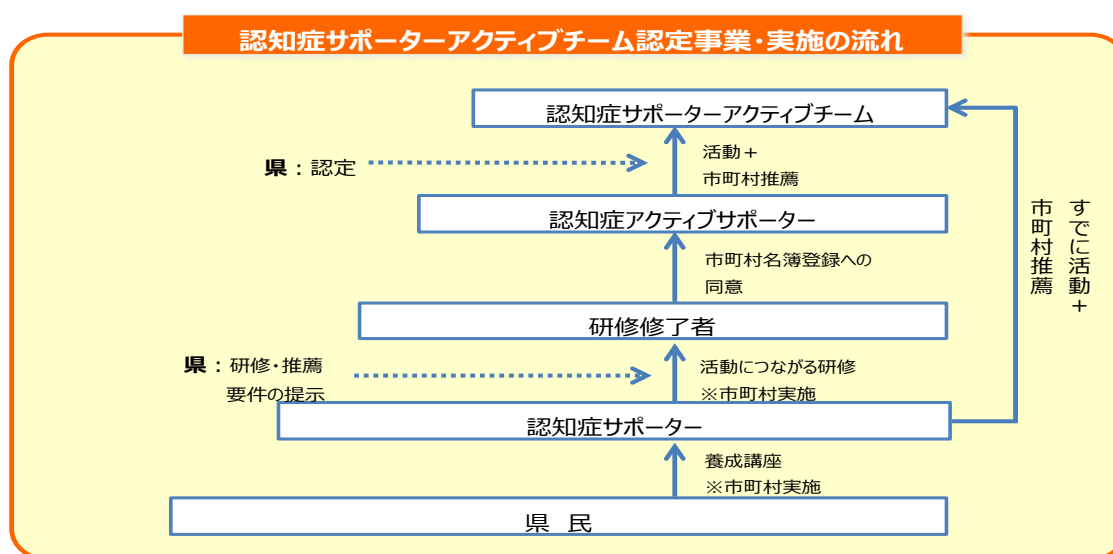 認知症サポーターアクティブチーム認定事業・実施の流れ
認知症サポーターアクティブチーム
県：認定
活動＋
市町村推薦
認知症アクティブサポーター
市町村名簿登録への
同意
研修修了者
県：研修・推薦
要件の提示
活動につながる研修
※市町村実施
認知症サポーター
養成講座
※市町村実施
県 民
すでに活動＋
市町村推薦